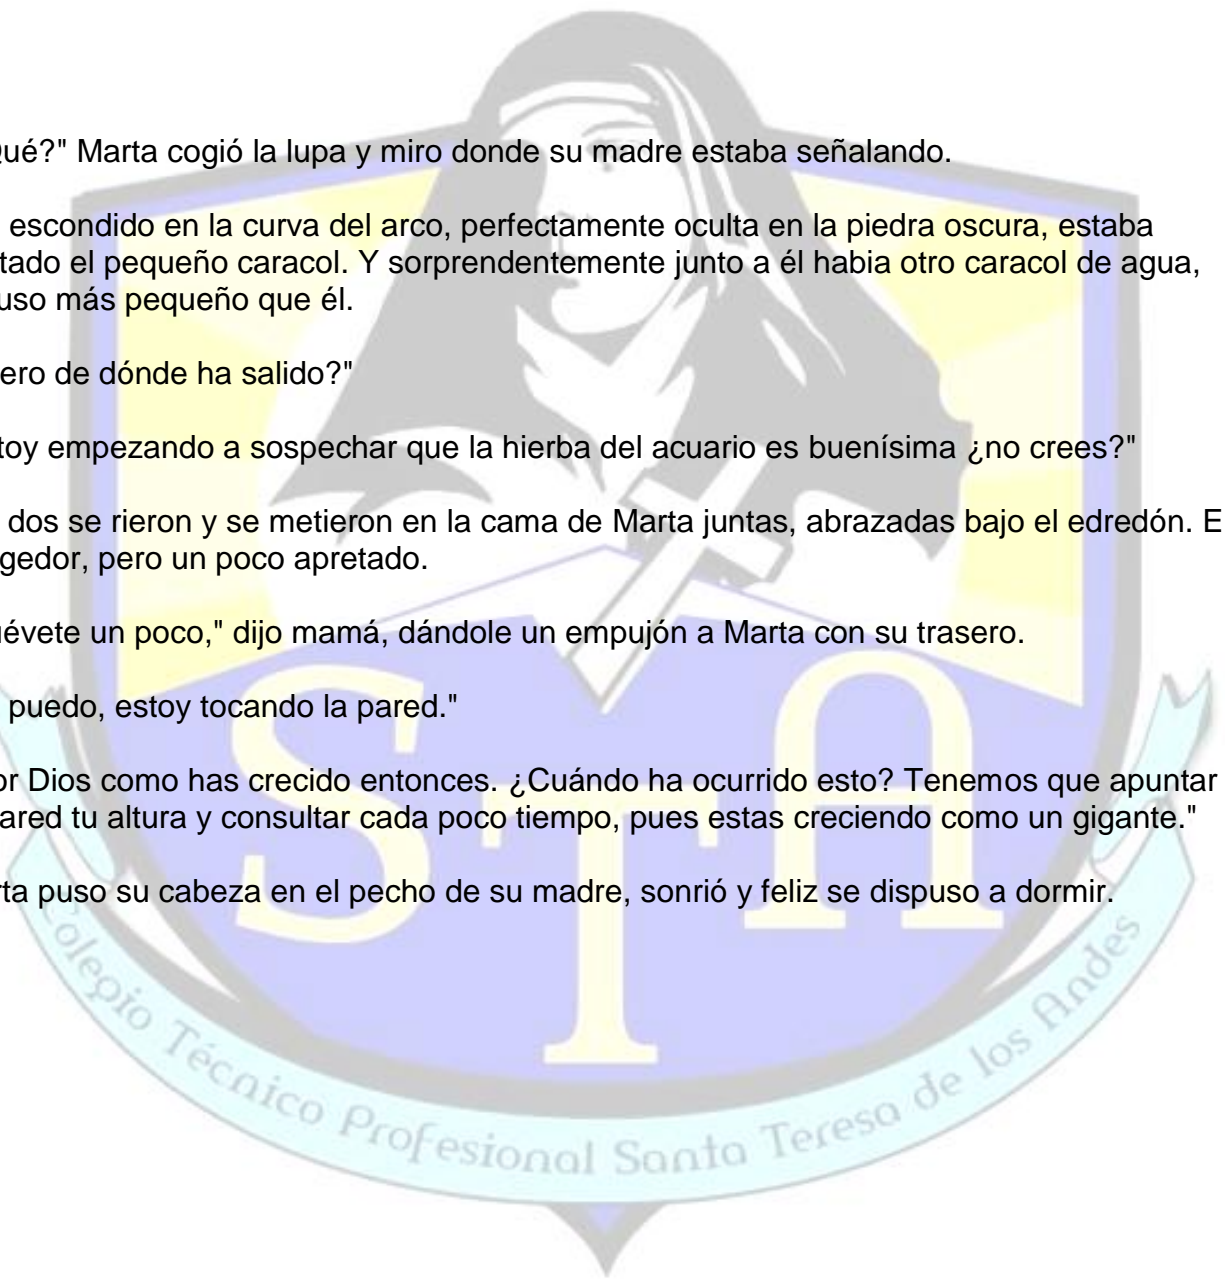 Qué?" Marta cogió la lupa y miro donde su madre estaba señalando.
escondido en la curva del arco, perfectamente oculta en la piedra oscura, estaba
tado el pequeño caracol. Y sorprendentemente junto a él habia otro caracol de agua,
uso más pequeño que él.
ero de dónde ha salido?"
toy empezando a sospechar que la hierba del acuario es buenísima ¿no crees?"
dos se rieron y se metieron en la cama de Marta juntas, abrazadas bajo el edredón. E
gedor, pero un poco apretado.
uévete un poco," dijo mamá, dándole un empujón a Marta con su trasero.
puedo, estoy tocando la pared."
or Dios como has crecido entonces. ¿Cuándo ha ocurrido esto? Tenemos que apuntar
ared tu altura y consultar cada poco tiempo, pues estas creciendo como un gigante."
rta puso su cabeza en el pecho de su madre, sonrió y feliz se dispuso a dormir.
STA
Colegio Técnico Profesional Santa Teresa de los Andes